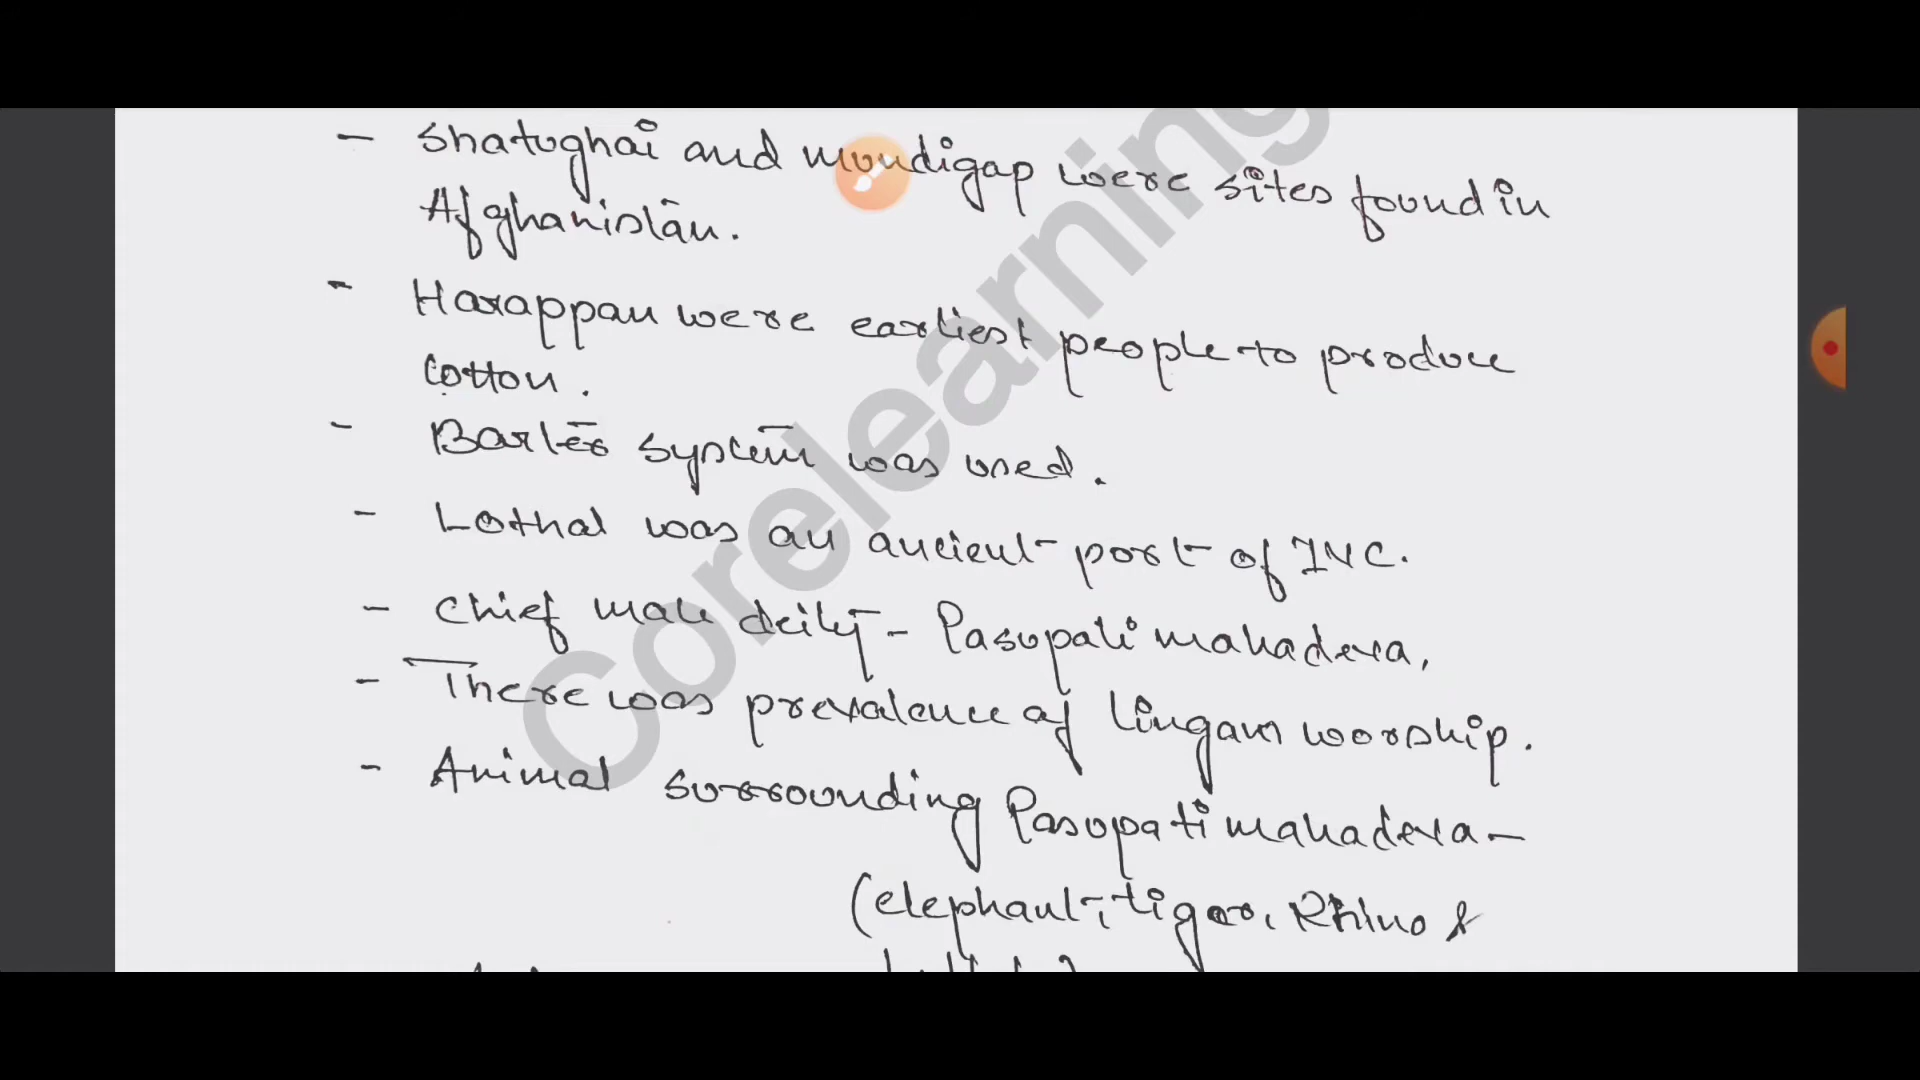 - Shatughai and mundigap were sites found in
Afghanistan.
- Harappan were earliest people to produce
Cotton.
- Barter system was used.
- Lothal was an ancient port of IVC.
- Chief male deity - Pasupati mahadeva,
- There was prevalence of lingam worship.
- Animal surrounding Pasupati mahadeva -
(elephant, tiger, Rhino &
Corelearning